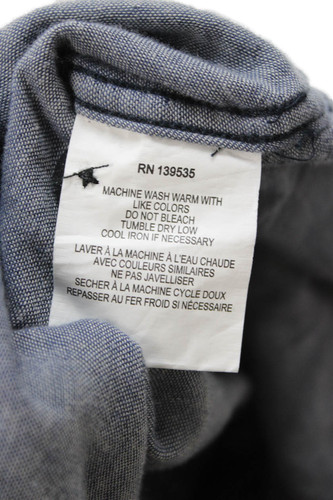 RN 139535
MACHINE WASH WARM WITH
LIKE COLORS
DO NOT BLEACH
TUMBLE DRY LOW
COOL IRON IF NECESSARY
LAVER À LA MACHINE À L'EAU CHAUDE
AVEC COULEURS SIMILAIRES
NE PAS JAVELLISER
SECHER À LA MACHINE CYCLE DOUX
REPASSER AU FER FROID SI NÉCESSAIRE